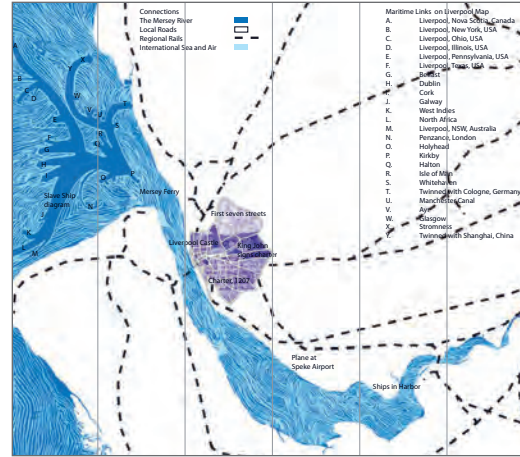 Connections
The Mersey River
Local Roads
Regional Rails
International Sea and Air
Maritime Links on Liverpool Map
A. Liverpool, Nova Scotia, Canada
B. Liverpool, New York, USA
C. Liverpool, Ohio, USA
D. Liverpool, Illinois, USA
E. Liverpool, Pennsylvania, USA
F. Liverpool, Texas, USA
G. Belfast
H. Dublin
Cork
J. Galway
K. West Indies
L. North Africa
M. Liverpool, NSW, Australia
N. Penzance, London
O. Holyhead
P. Kirkby
Q. Halton
R. Isle of Man
S. Whitehaven
T. Twinned with Cologne, Germany
U. Manchester Canal
V. Ayr
W. Glasgow
X. Stromness
Y. Twinned with Shanghai, China
A
B
C
D
E
F
G
H
I
J
K
L
M
N
O
P
R
S
T
U
V
W
X
Slave Ship
diagram
Mersey Ferry
First seven streets
Liverpool Castle
King John
signs charter
Charter, 1207
Plane at
Speke Airport
Ships in Harbor